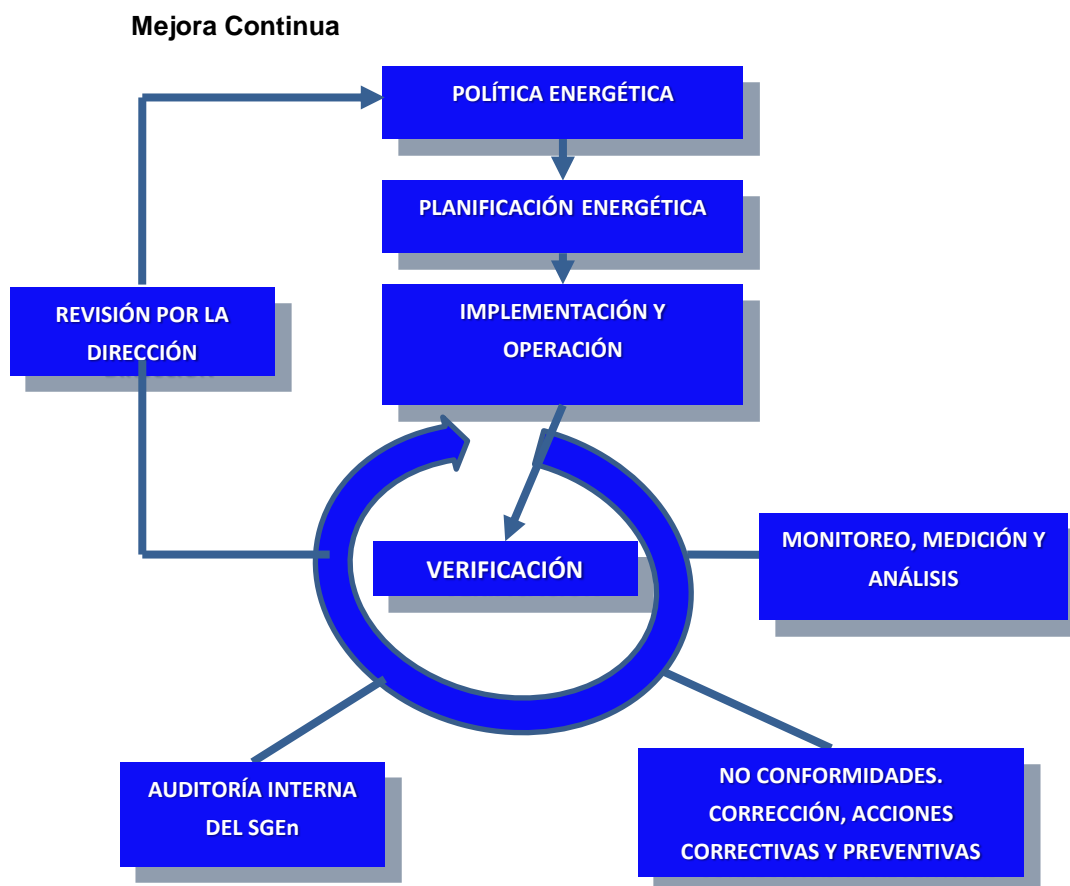 Mejora Continua
POLÍTICA ENERGÉTICA
PLANIFICACIÓN ENERGÉTICA
IMPLEMENTACIÓN Y
OPERACIÓN
REVISIÓN POR LA
DIRECCIÓN
VERIFICACIÓN
MONITOREO, MEDICIÓN Y
ANÁLISIS
AUDITORÍA INTERNA
DEL SGEn
NO CONFORMIDADES.
CORRECCIÓN, ACCIONES
CORRECTIVAS Y PREVENTIVAS